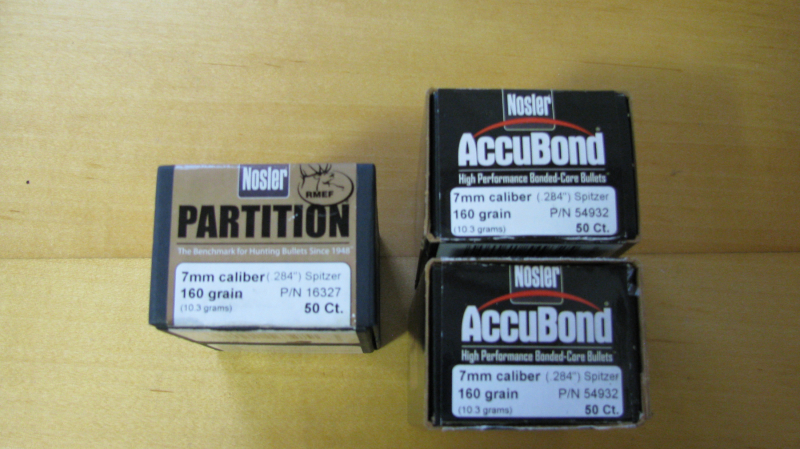 Nosler
RMEF
PARTITION
The Benchmark for Hunting Bullets Since 1948
7mm caliber (.284") Spitzer
160 grain P/N 16327
(10.3 grams) 50 Ct.
Nosler
AccuBond
High Performance Bonded-Core Bullets
7mm caliber (.284") Spitzer
160 grain P/N 54932
(10.3 grams) 50 Ct.
Nosler
AccuBond
High Performance Bonded-Core Bullets
7mm caliber (.284") Spitzer
160 grain P/N 54932
(10.3 grams) 50 Ct.